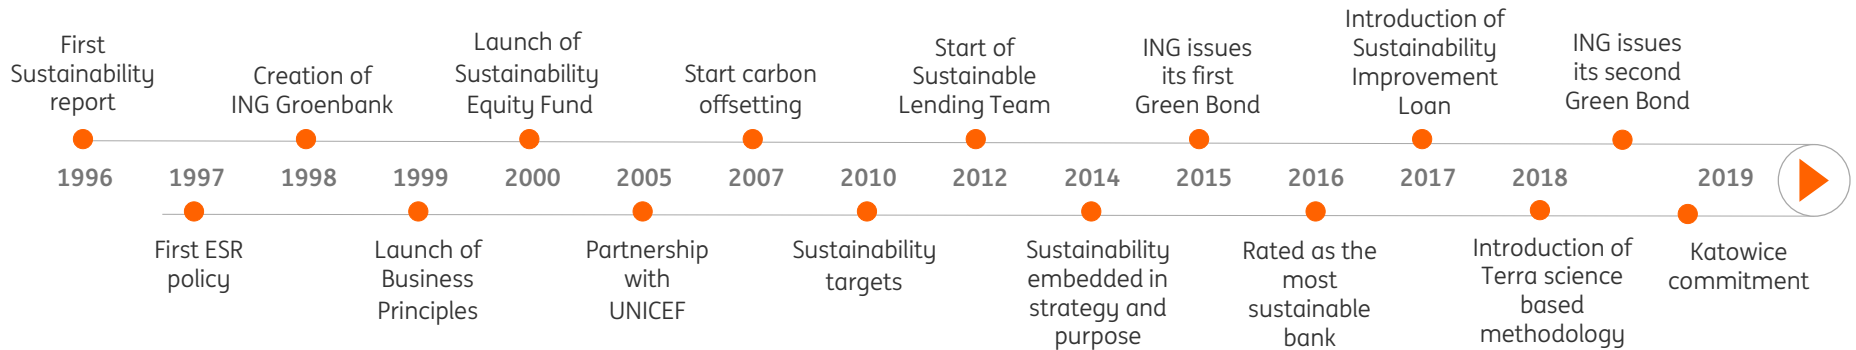 First
Sustainability
report
Creation of
ING Groenbank
Launch of
Sustainability
Equity Fund
Start carbon
offsetting
Start of
Sustainable
Lending Team
ING issues
its first
Green Bond
Introduction of
Sustainability
Improvement
Loan
ING issues
its second
Green Bond
1996 1997 1998 1999 2000 2005 2007 2010 2012 2014 2015 2016 2017 2018 2019
First ESR
policy
Launch of
Business
Principles
Partnership
with
UNICEF
Sustainability
targets
Sustainability
embedded in
strategy and
purpose
Rated as the
most
sustainable
bank
Introduction of
Terra science
based
methodology
Katowice
commitment